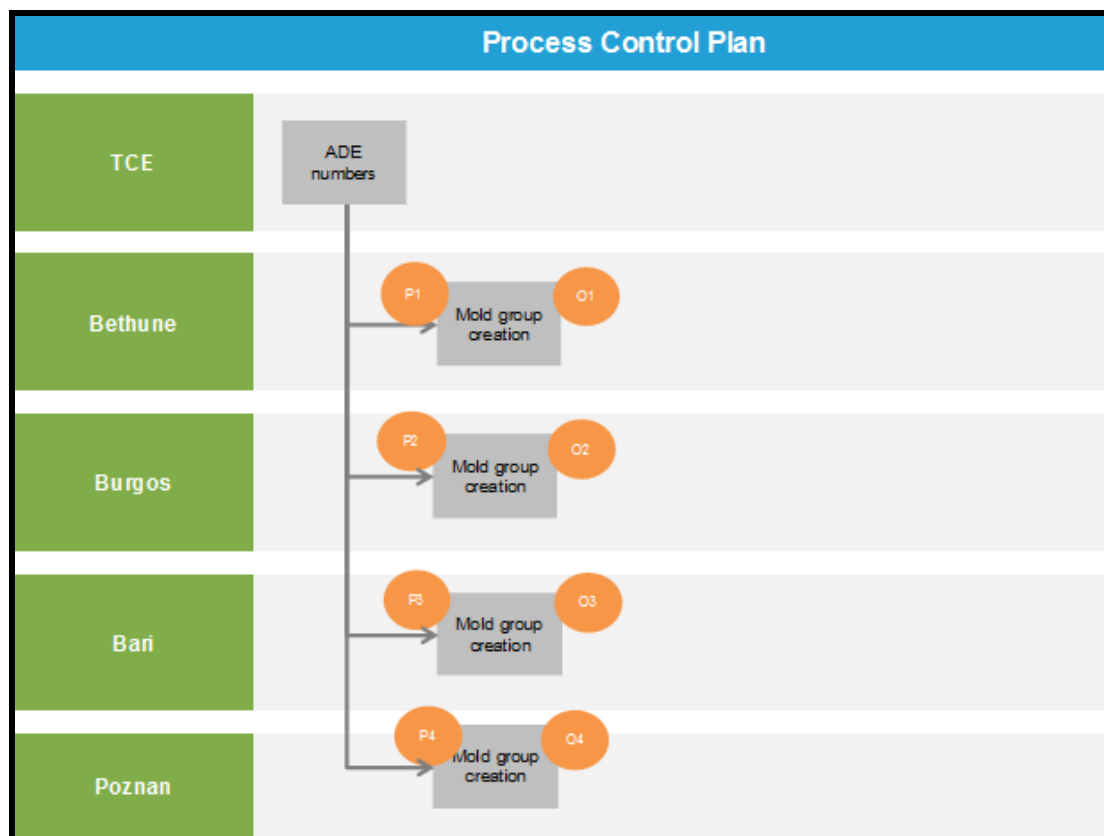 Process Control Plan
TCE
ADE
numbers
Bethune
P1
Mold group
creation
O1
Burgos
P2
Mold group
creation
O2
Bari
P3
Mold group
creation
O3
Poznan
P4
Mold group
creation
O4